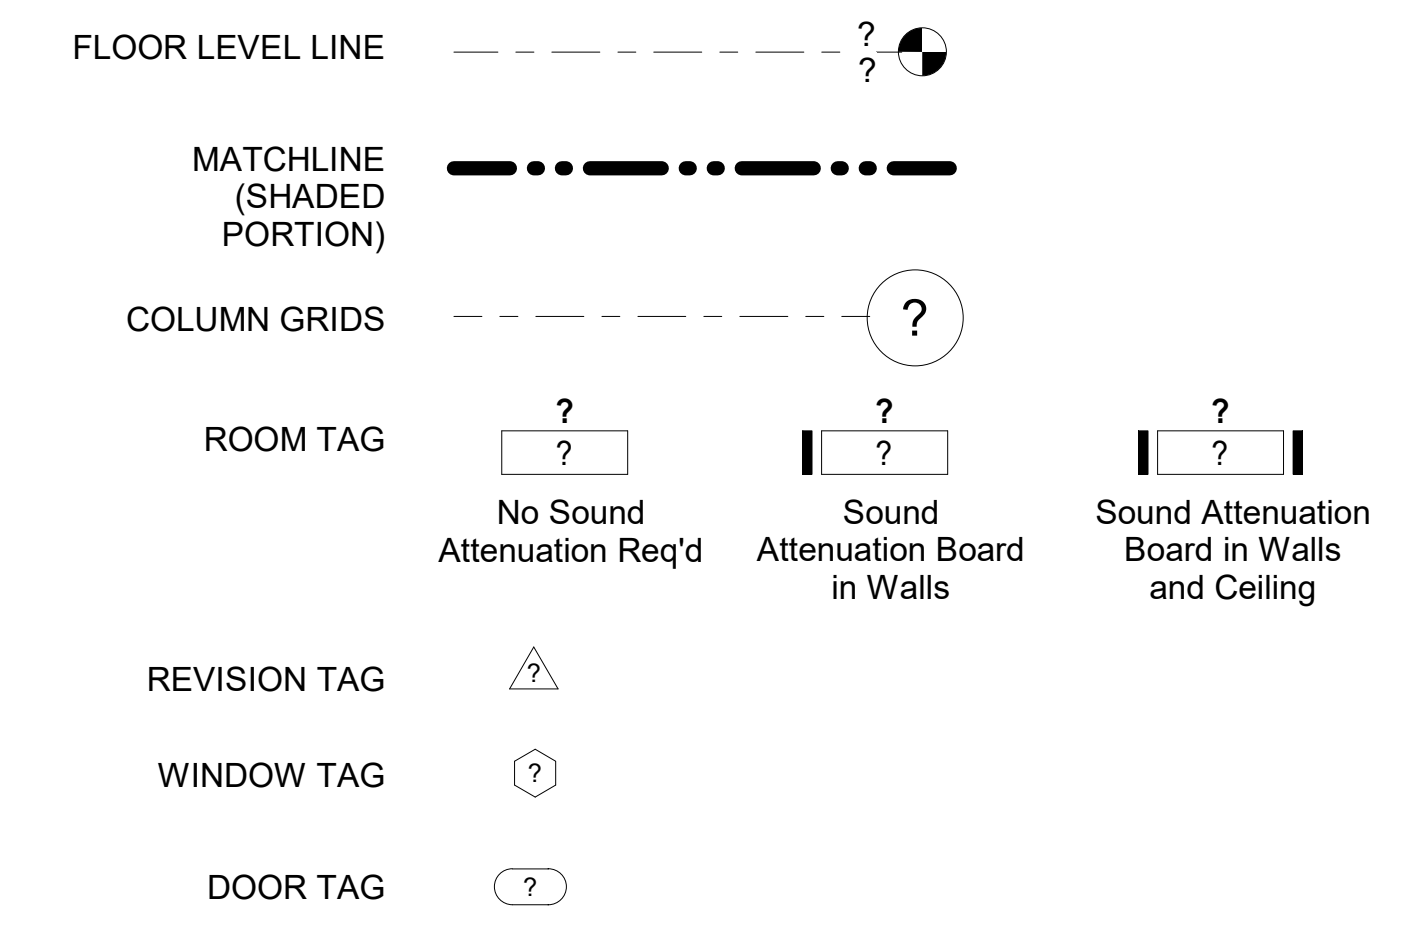 FLOOR LEVEL LINE
?
?
MATCHLINE
(SHADED
PORTION)
COLUMN GRIDS
?
ROOM TAG
?
?
No Sound
Attenuation Req'd
?
?
Sound
Attenuation Board
in Walls
?
?
Sound Attenuation
Board in Walls
and Ceiling
REVISION TAG
?
WINDOW TAG
?
DOOR TAG
?